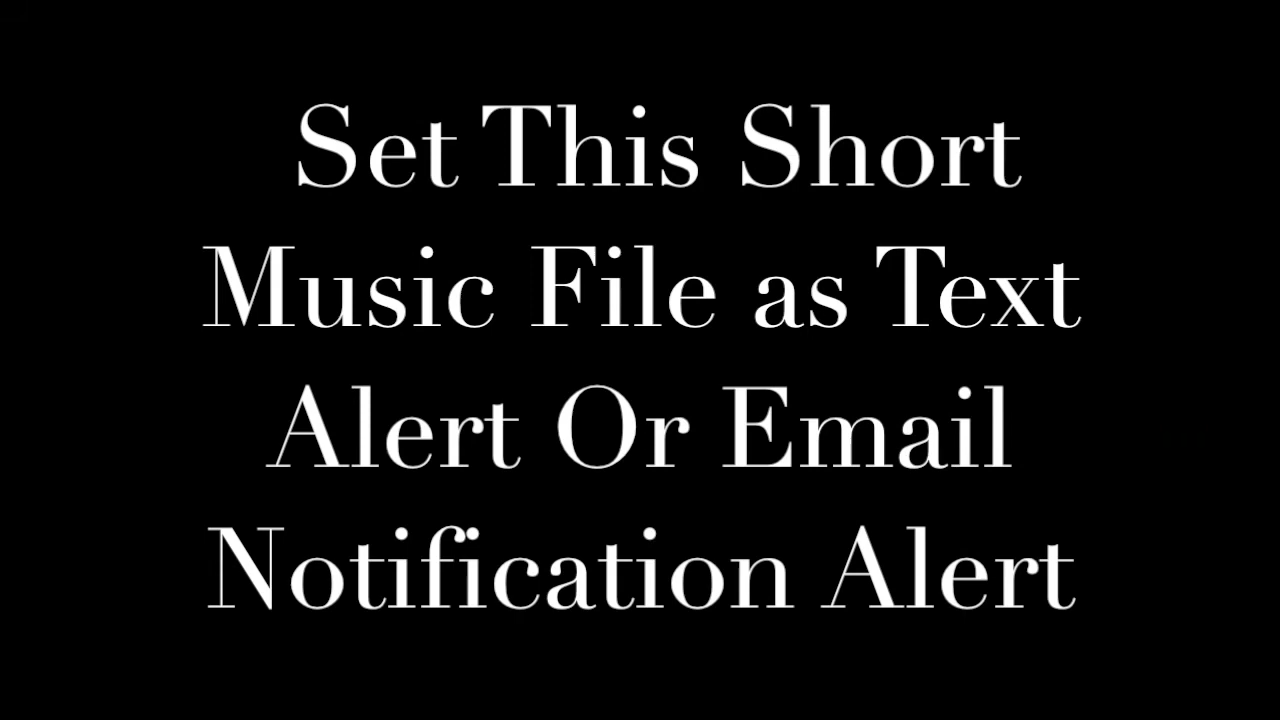 Set This Short
Music File as Text
Alert Or Email
Notification Alert